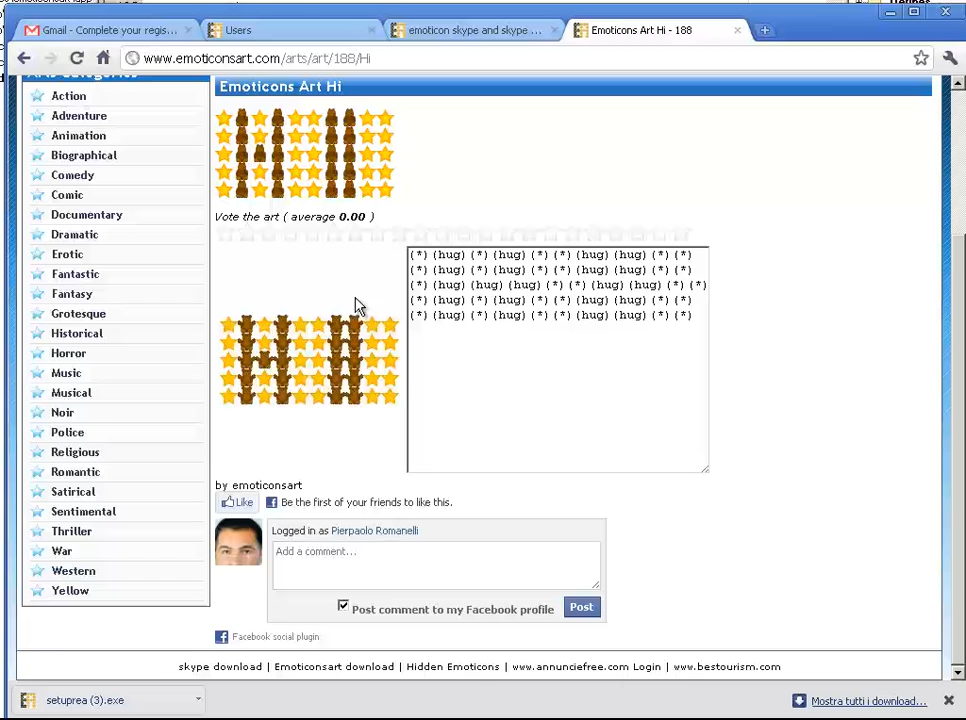 Gmail - Complete your regis...
Users
emoticon skype and skype ...
Emoticons Art Hi - 188
www.emoticonsart.com/arts/art/188/Hi
Emoticons Art Hi
Action
Adventure
Animation
Biographical
Comedy
Comic
Documentary
Dramatic
Erotic
Fantastic
Fantasy
Grotesque
Historical
Horror
Music
Musical
Noir
Police
Religious
Romantic
Satirical
Sentimental
Thriller
War
Western
Yellow
Vote the art ( average 0.00 )
(*) (hug) (*) (hug) (*) (*) (hug) (hug) (*) (*)
(*) (hug) (*) (hug) (*) (*) (hug) (hug) (*) (*)
(*) (hug) (hug) (hug) (*) (*) (hug) (hug) (*) (*)
(*) (hug) (*) (hug) (*) (*) (hug) (hug) (*) (*)
(*) (hug) (*) (hug) (*) (*) (hug) (hug) (*) (*)
by emoticonsart
Like
Be the first of your friends to like this.
Logged in as Pierpaolo Romanelli
Add a comment...
Post comment to my Facebook profile
Post
Facebook social plugin
skype download | Emoticonsart download | Hidden Emoticons | www.annunciefree.com Login | www.bestourism.com
setuprea (3).exe
Mostra tutti i download...